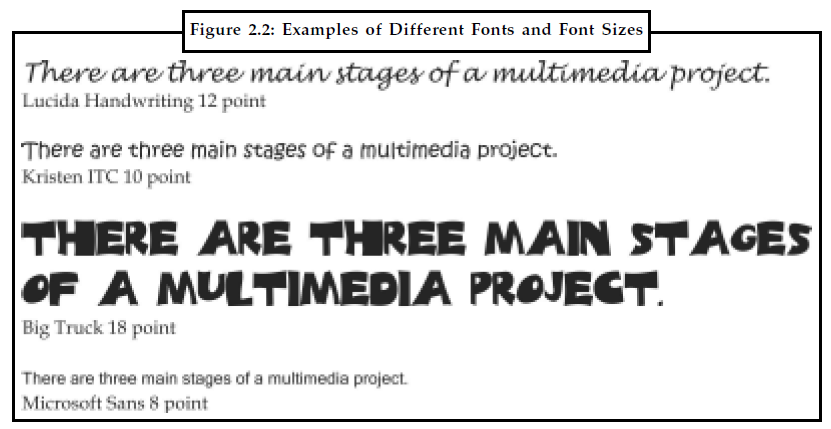 Figure 2.2: Examples of Different Fonts and Font Sizes
There are three main stages of a multimedia project.
Lucida Handwriting 12 point
There are three main stages of a multimedia project.
Kristen ITC 10 point
THERE ARE THREE MAIN STAGES
OF A MULTIMEDIA PROJECT.
Big Truck 18 point
There are three main stages of a multimedia project.
Microsoft Sans 8 point